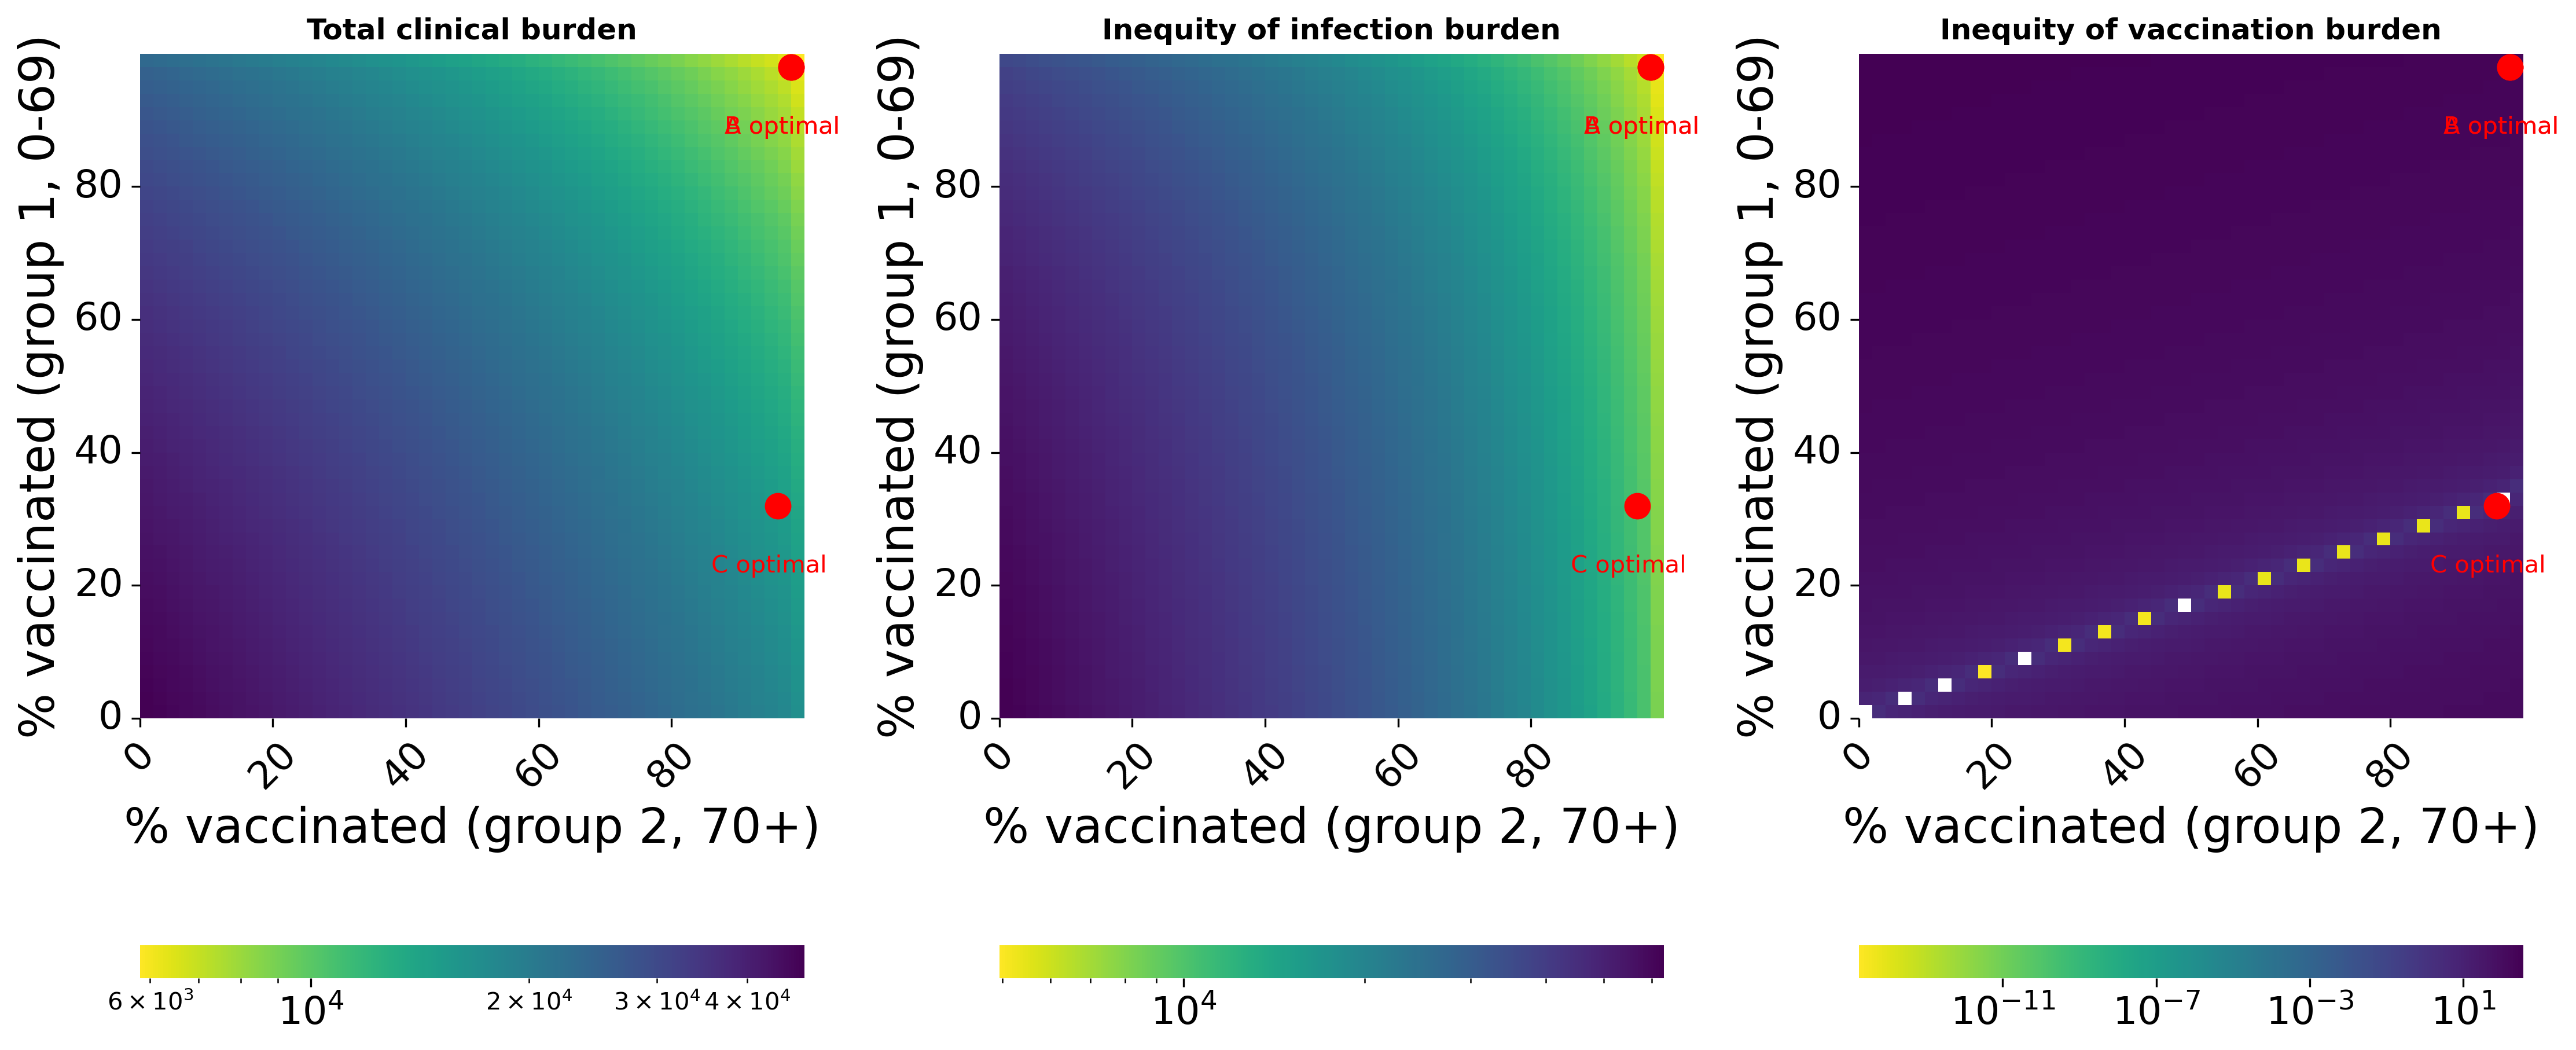 Total clinical burden
% vaccinated (group 1, 0-69)
80
60
40
20
0
A optimal
B optimal
C optimal
0 20 40 60 80
% vaccinated (group 2, 70+)
6 × 10³ 10⁴ 2 × 10⁴ 3 × 10⁴ 4 × 10⁴
Inequity of infection burden
% vaccinated (group 1, 0-69)
80
60
40
20
0
A optimal
B optimal
C optimal
0 20 40 60 80
% vaccinated (group 2, 70+)
10⁴
Inequity of vaccination burden
% vaccinated (group 1, 0-69)
80
60
40
20
0
A optimal
B optimal
C optimal
0 20 40 60 80
% vaccinated (group 2, 70+)
10⁻¹¹ 10⁻⁷ 10⁻³ 10¹